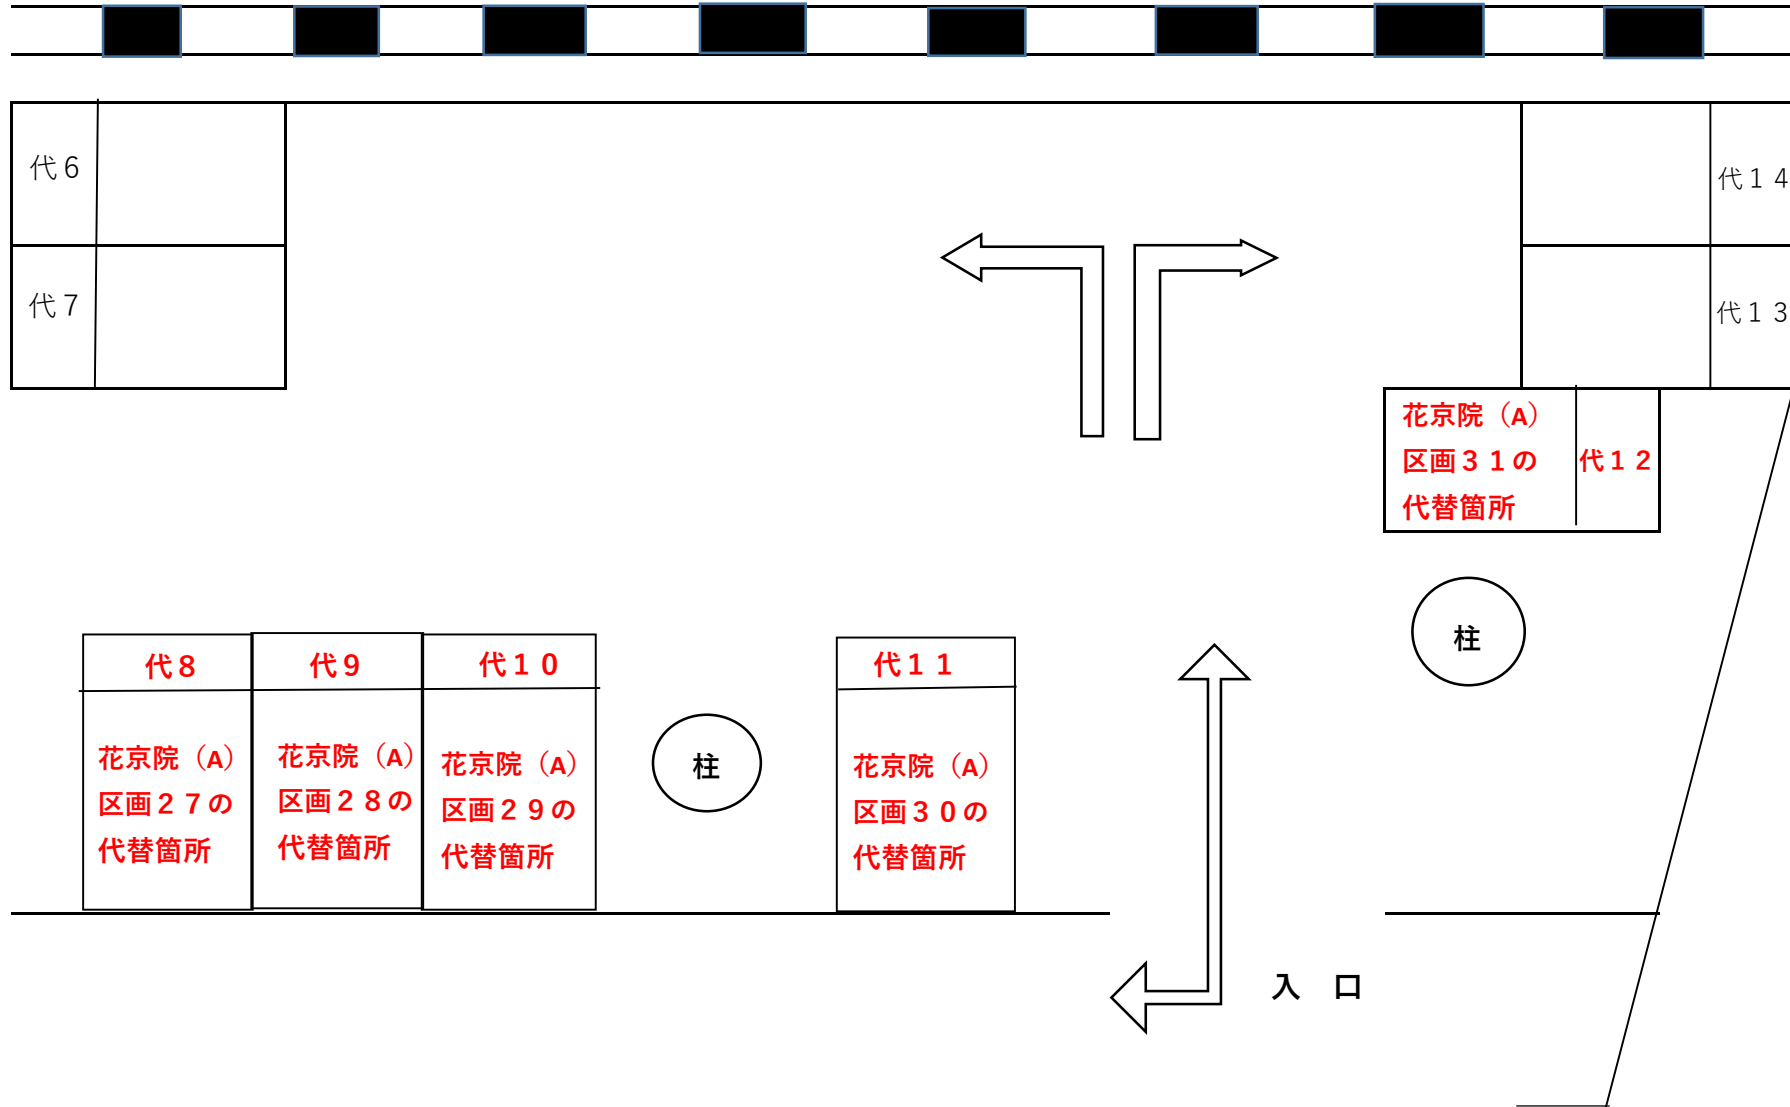 代６
代１４
代７
代１３
花京院（A）
区画３１の
代替箇所
代１２
柱
代８
花京院（A）
区画２７の
代替箇所
代９
花京院（A）
区画２８の
代替箇所
代１０
花京院（A）
区画２９の
代替箇所
柱
代１１
花京院（A）
区画３０の
代替箇所
入　口